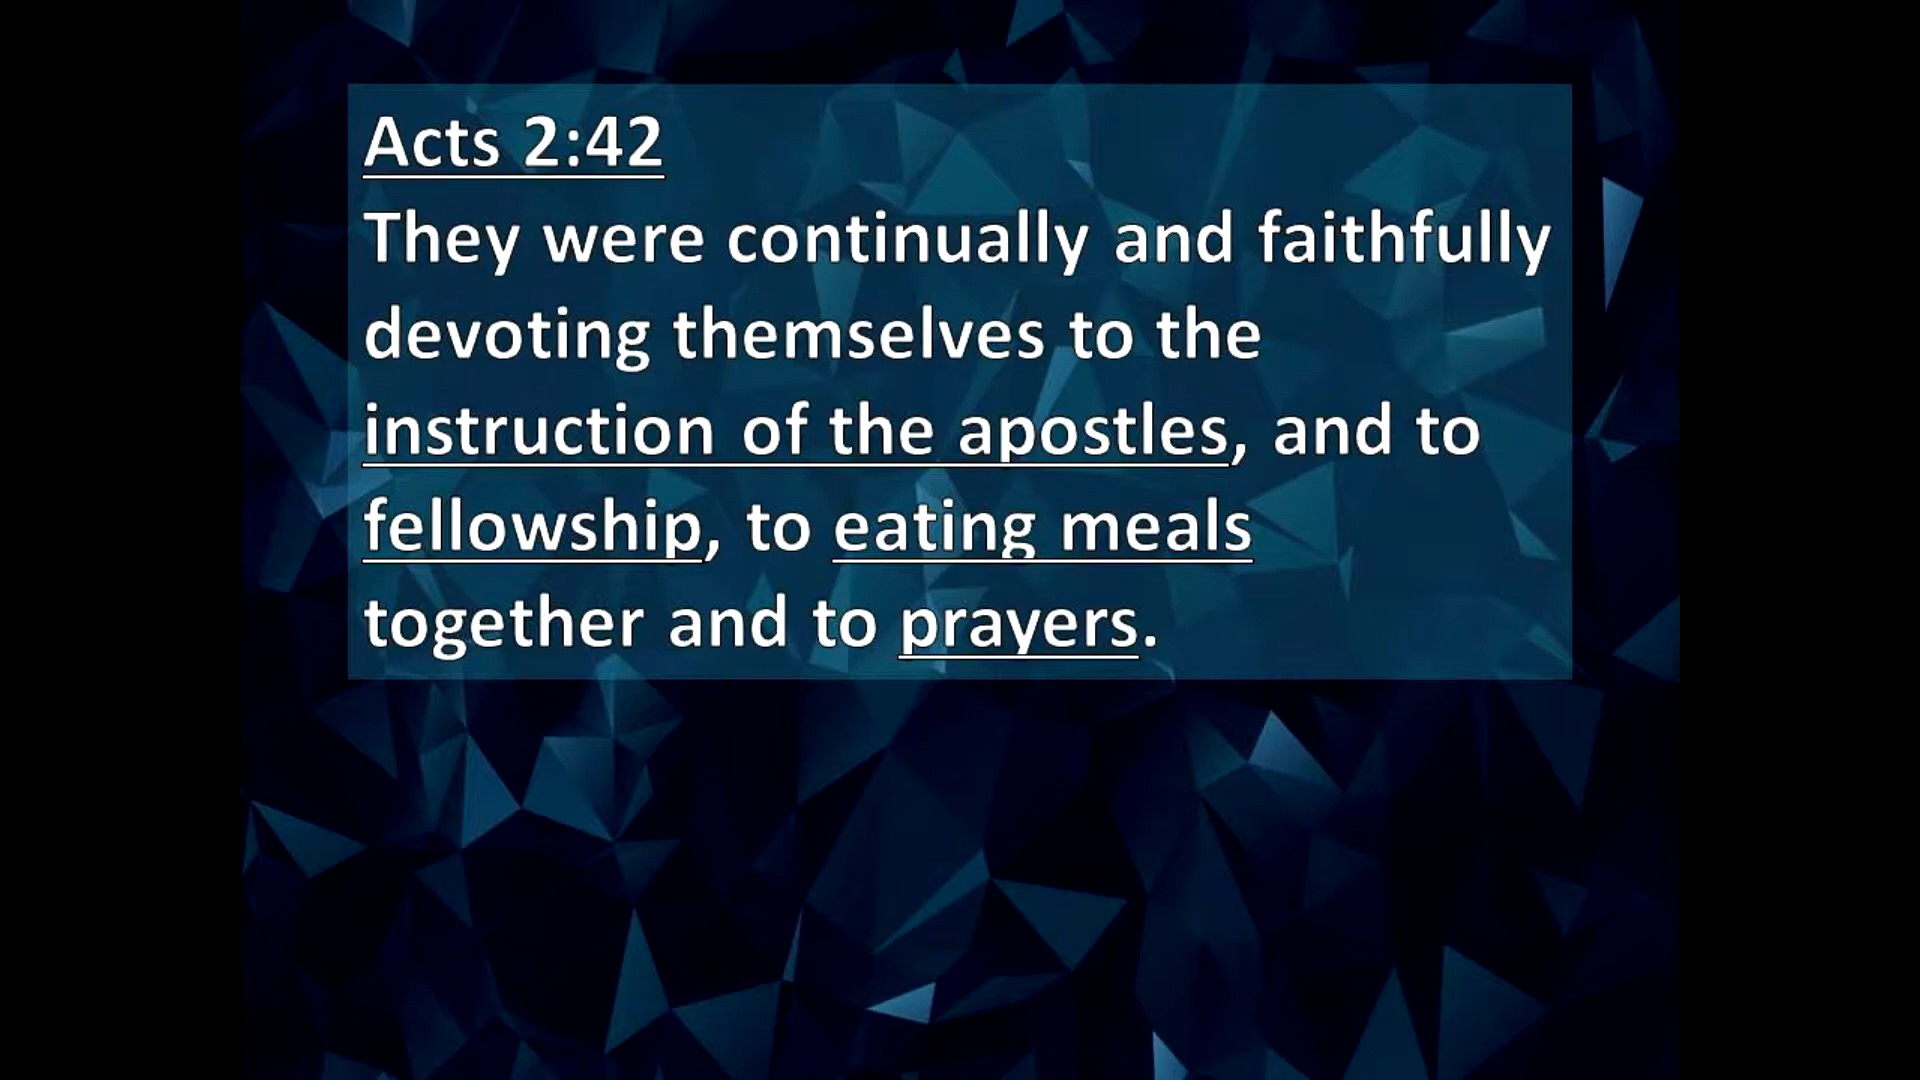 Acts 2:42
They were continually and faithfully
devoting themselves to the
instruction of the apostles, and to
fellowship, to eating meals
together and to prayers.